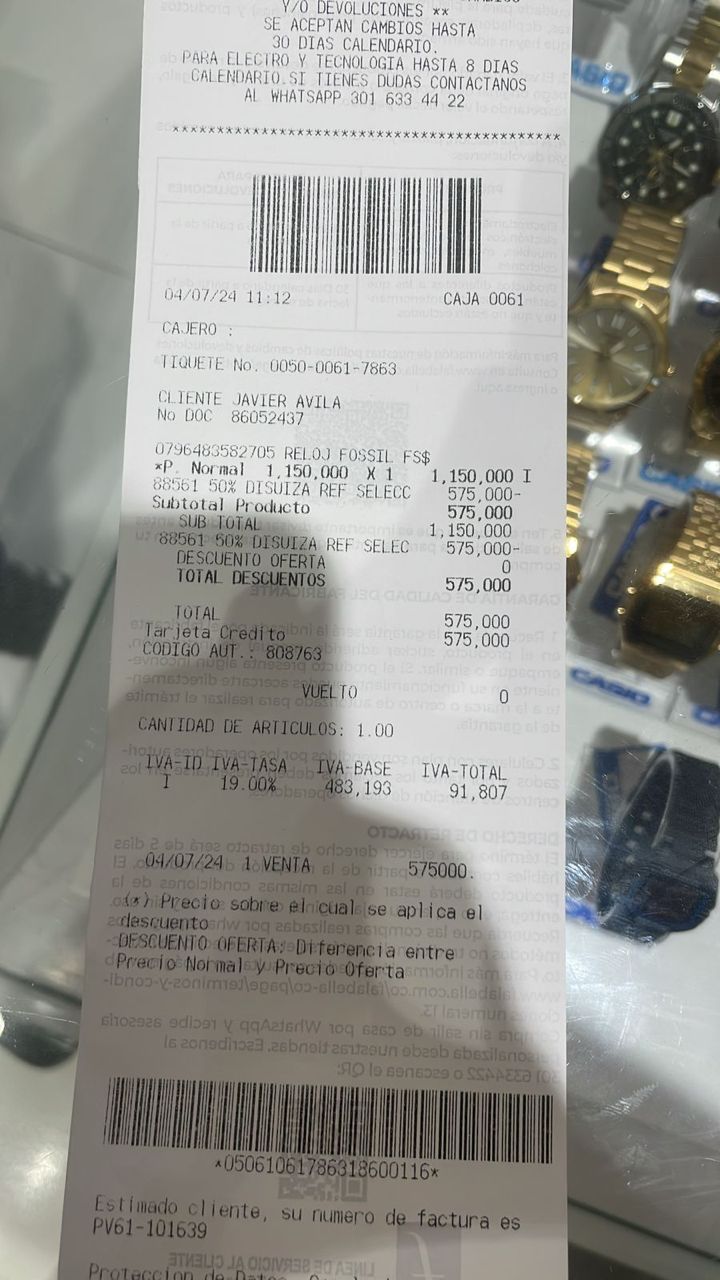 Y/O DEVOLUCIONES **
SE ACEPTAN CAMBIOS HASTA
30 DIAS CALENDARIO.
PARA ELECTRO Y TECNOLOGIA HASTA 8 DIAS
CALENDARIO.SI TIENES DUDAS CONTACTANOS
AL WHATSAPP 301 633 44 22
******************************************
04/07/24 11:12 CAJA 0061
CAJERO :
TIQUETE No. 0050-0061-7863
CLIENTE JAVIER AVILA
No DOC 86052437
0796483582705 RELOJ FOSSIL FS$
*P. Normal 1,150,000 X 1 1,150,000 I
88561 50% DISUIZA REF SELECC 575,000-
Subtotal Producto 575,000
SUB TOTAL 1,150,000
88561 50% DISUIZA REF SELEC 575,000-
DESCUENTO OFERTA 0
TOTAL DESCUENTOS 575,000
TOTAL 575,000
Tarjeta Credito 575,000
CODIGO AUT.: 808763
VUELTO 0
CANTIDAD DE ARTICULOS: 1.00
IVA-ID IVA-TASA IVA-BASE IVA-TOTAL
I 19.00% 483,193 91,807
04/07/24 1 VENTA 575000.
(*) Precio sobre el cual se aplica el
descuento
DESCUENTO OFERTA: Diferencia entre
Precio Normal y Precio Oferta
*05061061786318600116*
Estimado cliente, su numero de factura es
PV61-101639
CASIO